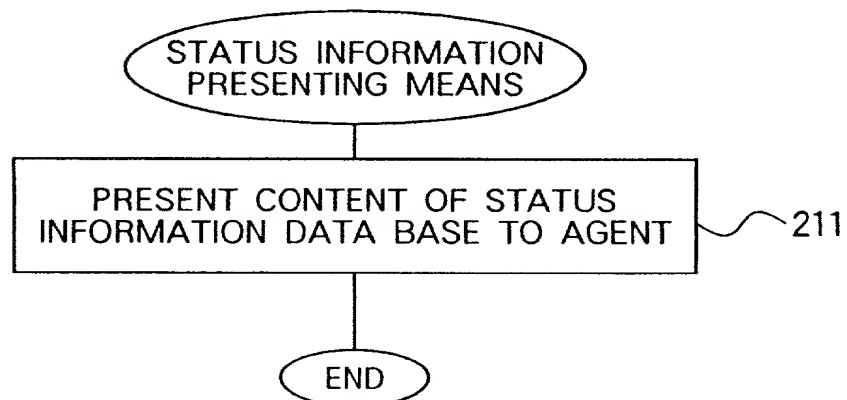 STATUS INFORMATION
PRESENTING MEANS
PRESENT CONTENT OF STATUS
INFORMATION DATA BASE TO AGENT
211
END